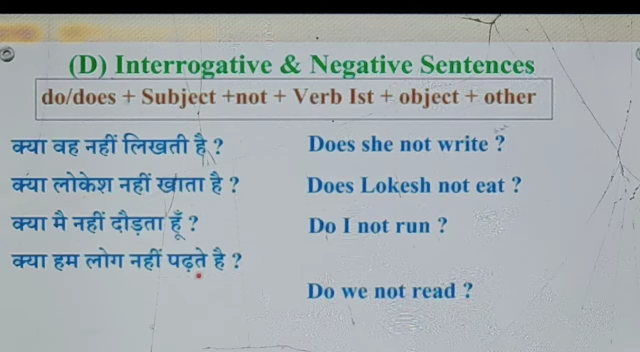 (D) Interrogative & Negative Sentences
do/does + Subject +not + Verb Ist + object + other
क्या वह नहीं लिखती है ? Does she not write ?
क्या लोकेश नहीं खाता है ? Does Lokesh not eat ?
क्या मै नहीं दौड़ता हूँ ? Do I not run ?
क्या हम लोग नहीं पढ़ते है ?
Do we not read ?